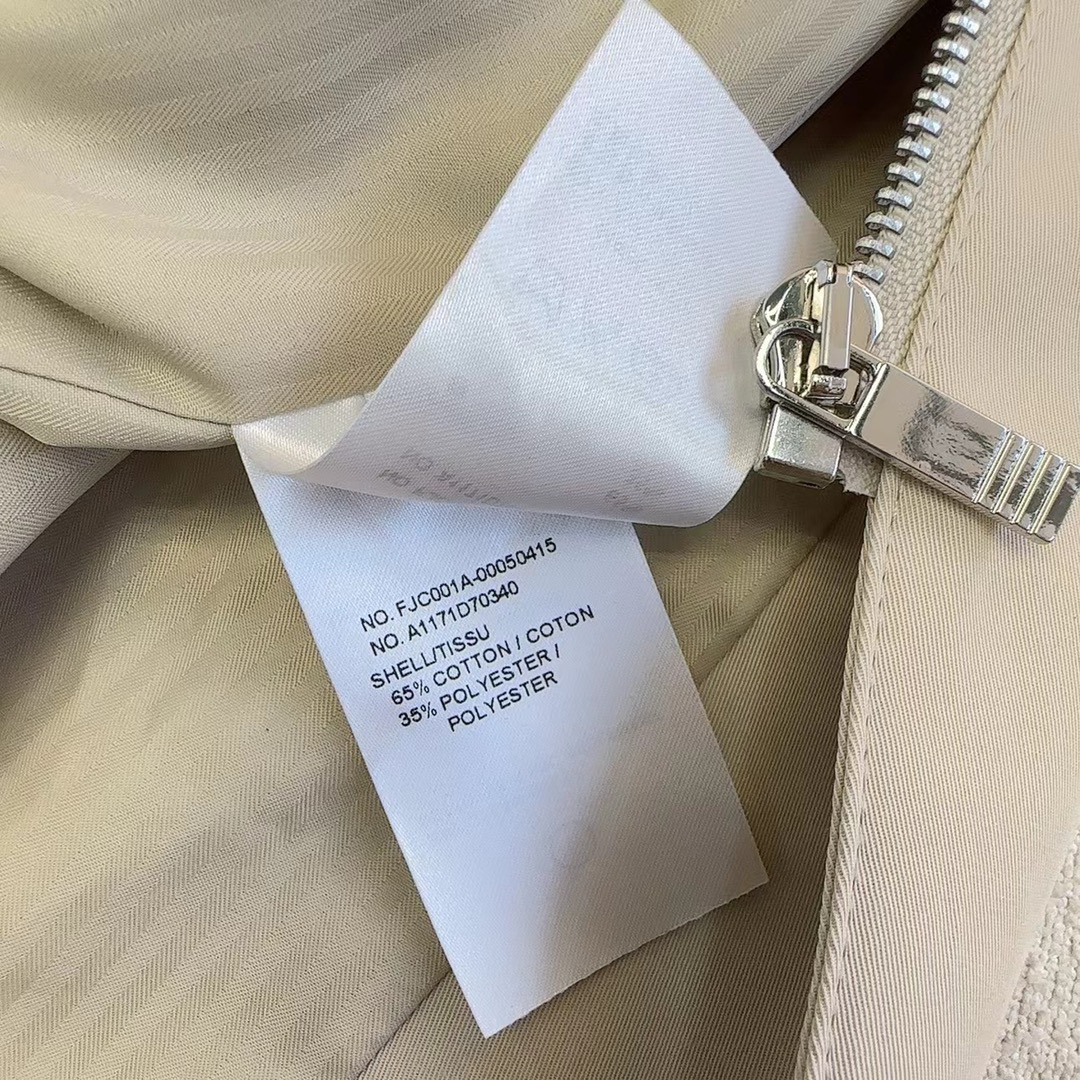 NO. FJC001A-00050415
NO. A1171D70340
SHELL/TISSU
65% COTTON / COTON
35% POLYESTER /
POLYESTER